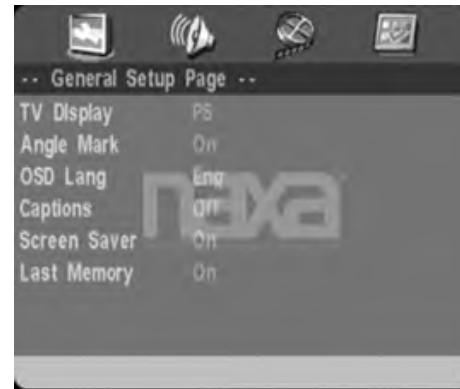 -- General Setup Page --
TV Display PS
Angle Mark On
OSD Lang Eng
Captions Off
Screen Saver On
Last Memory On
naxa